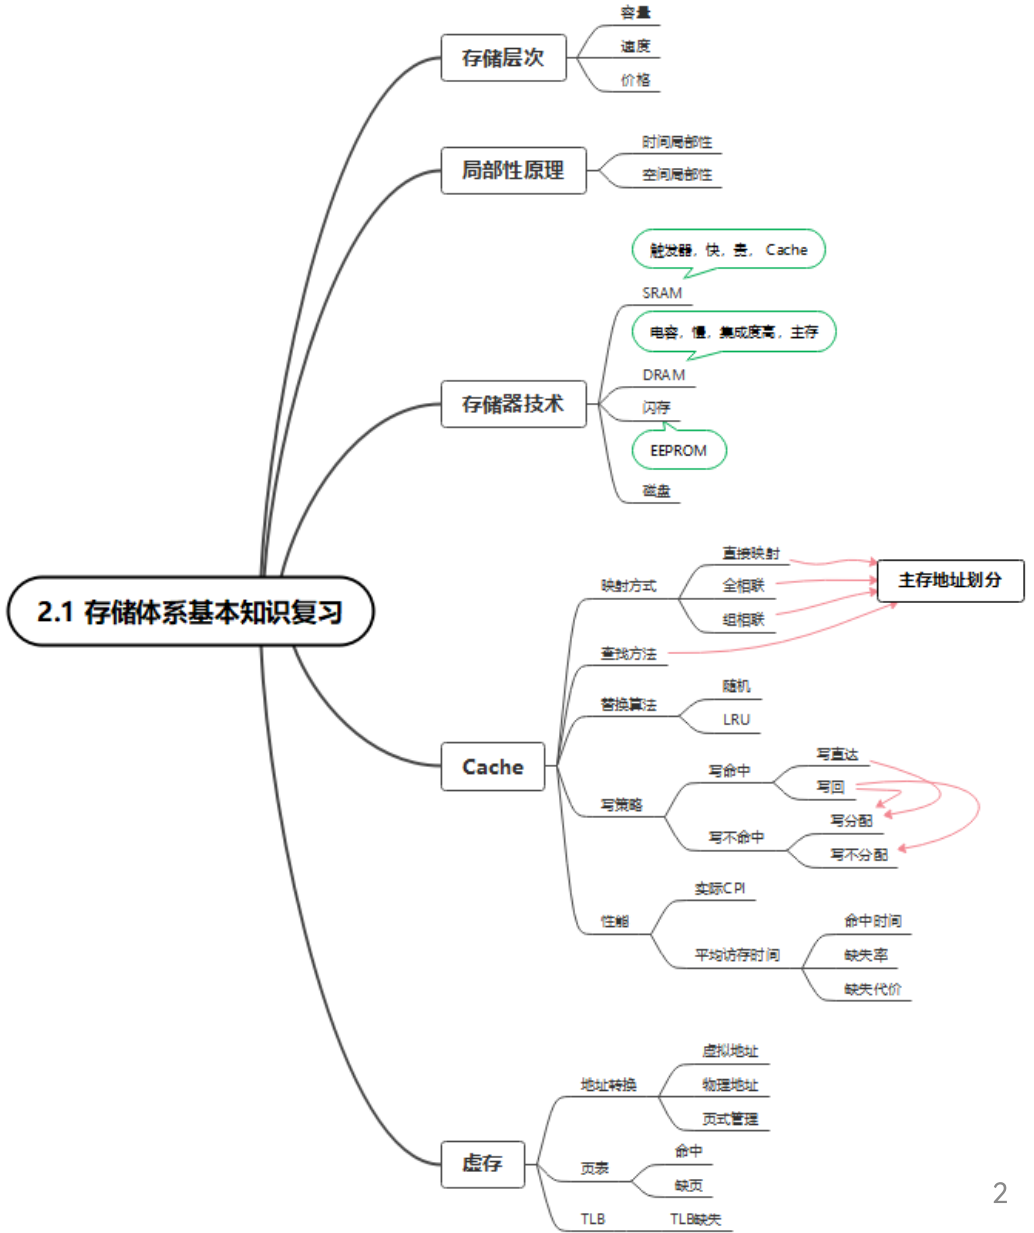 容量
存储层次
速度
价格
时间局部性
局部性原理
空间局部性
触发器，快，贵， Cache
SRAM
电容，慢，集成度高，主存
DRAM
存储器技术
闪存
EEPROM
磁盘
直接映射
主存地址划分
映射方式
全相联
组相联
2.1 存储体系基本知识复习
查找方法
随机
替换算法
LRU
写直达
Cache
写命中
写回
写策略
写分配
写不命中
写不分配
实际CPI
性能
命中时间
平均访存时间
缺失率
缺失代价
虚拟地址
地址转换
物理地址
页式管理
命中
虚存
页表
缺页
TLB
TLB缺失
2